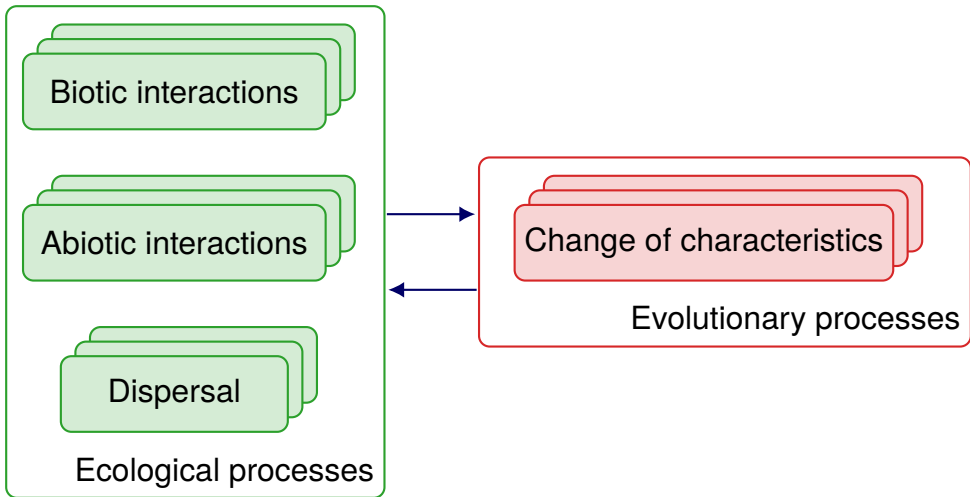 Biotic interactions
Abiotic interactions
Dispersal
Ecological processes
Change of characteristics
Evolutionary processes